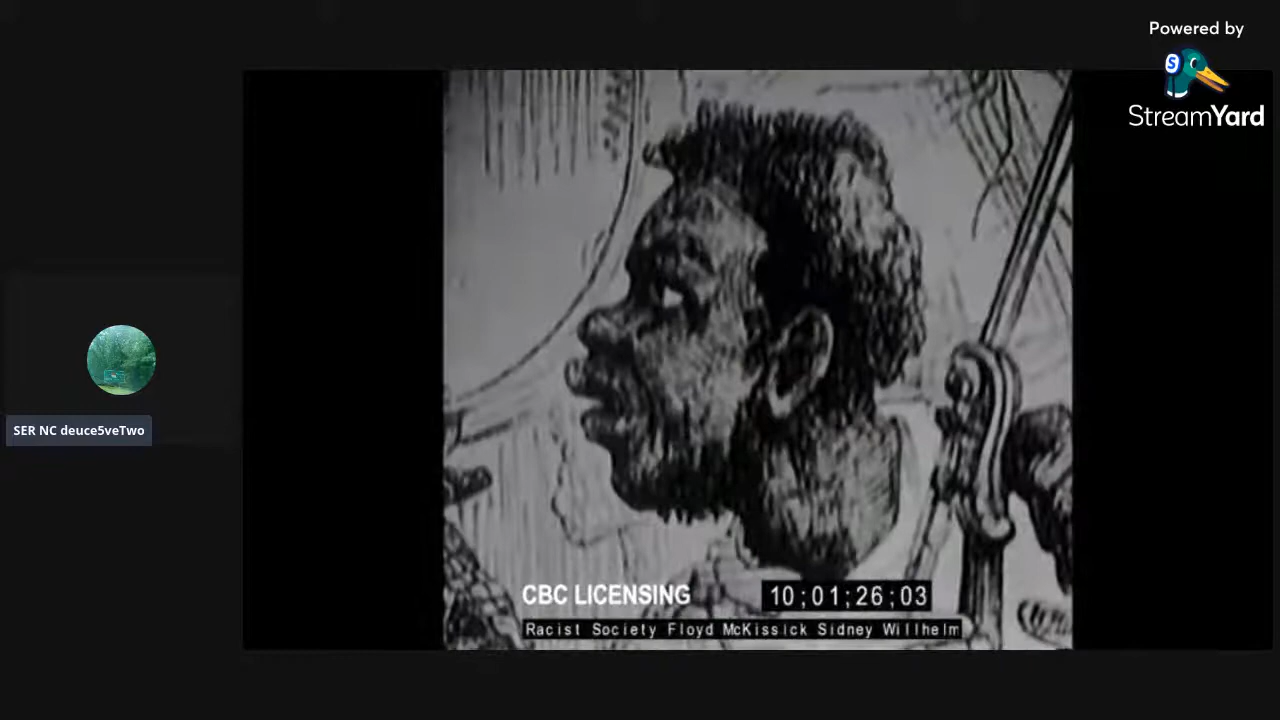 Powered by
StreamYard
SER NC deuce5veTwo
CBC LICENSING 10;01;26;03
Racist Society Floyd McKissick Sidney Willhelm